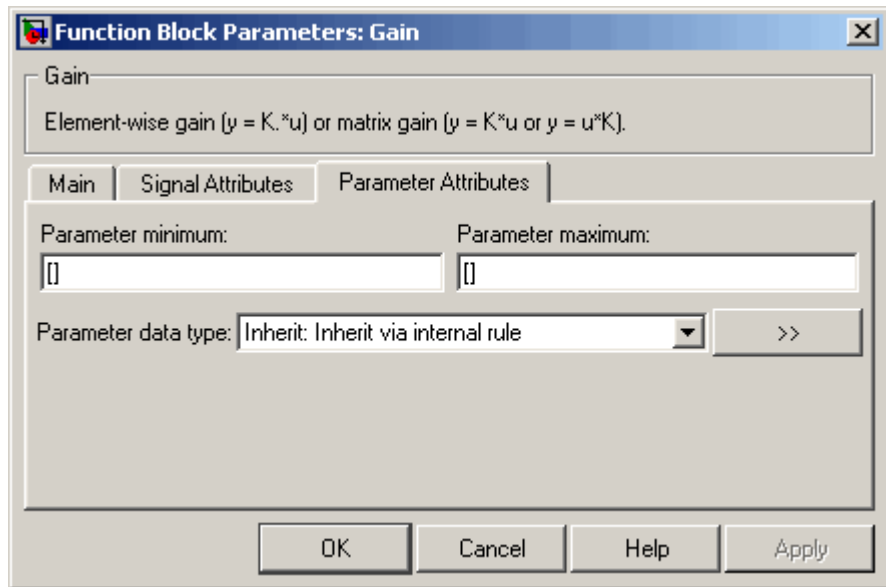 Function Block Parameters: Gain
Gain
Element-wise gain (y = K.*u) or matrix gain (y = K*u or y = u*K).
Main Signal Attributes Parameter Attributes
Parameter minimum: Parameter maximum:
[] []
Parameter data type: Inherit: Inherit via internal rule >>
OK Cancel Help Apply